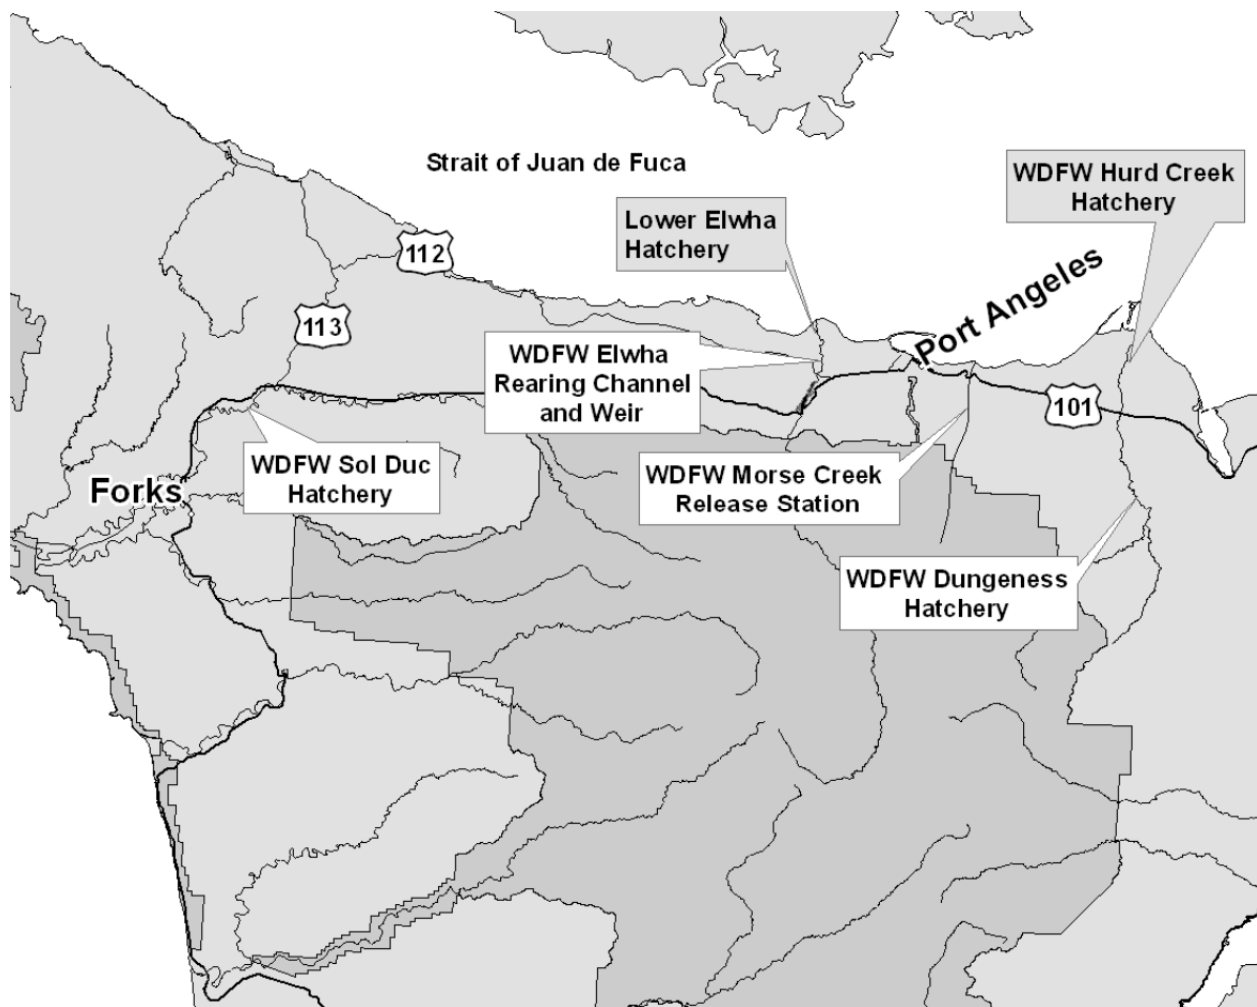 Strait of Juan de Fuca
WDFW Hurd Creek
Hatchery
Lower Elwha
Hatchery
112
113
Port Angeles
WDFW Elwha
Rearing Channel
and Weir
101
WDFW Sol Duc
Hatchery
Forks
WDFW Morse Creek
Release Station
WDFW Dungeness
Hatchery